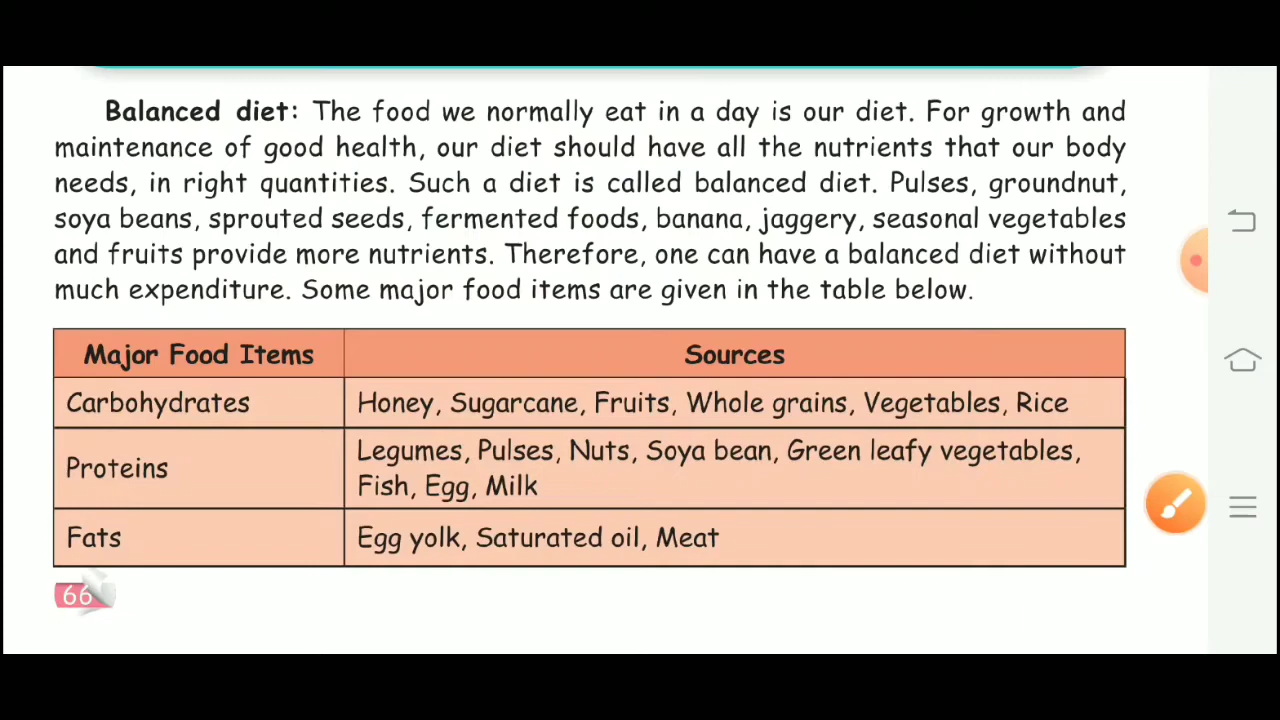 Balanced diet: The food we normally eat in a day is our diet. For growth and
maintenance of good health, our diet should have all the nutrients that our body
needs, in right quantities. Such a diet is called balanced diet. Pulses, groundnut,
soya beans, sprouted seeds, fermented foods, banana, jaggery, seasonal vegetables
and fruits provide more nutrients. Therefore, one can have a balanced diet without
much expenditure. Some major food items are given in the table below.
Major Food Items Sources
Carbohydrates Honey, Sugarcane, Fruits, Whole grains, Vegetables, Rice
Proteins Legumes, Pulses, Nuts, Soya bean, Green leafy vegetables,
Fish, Egg, Milk
Fats Egg yolk, Saturated oil, Meat
66